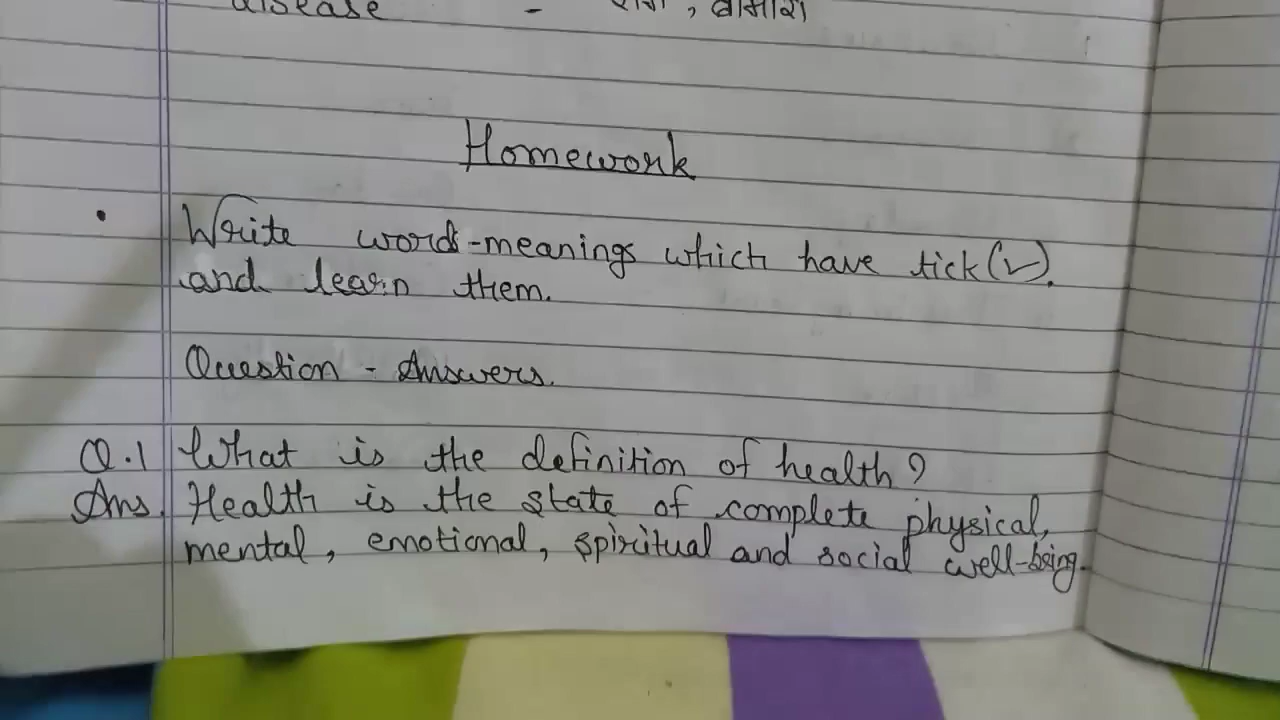 disease - रोग, बीमारी
Homework
• Write words-meanings which have tick(✓).
and learn them.
Question - Answers.
Q.1 What is the definition of health?
Ans. Health is the state of complete physical,
mental, emotional, spiritual and social well-being.